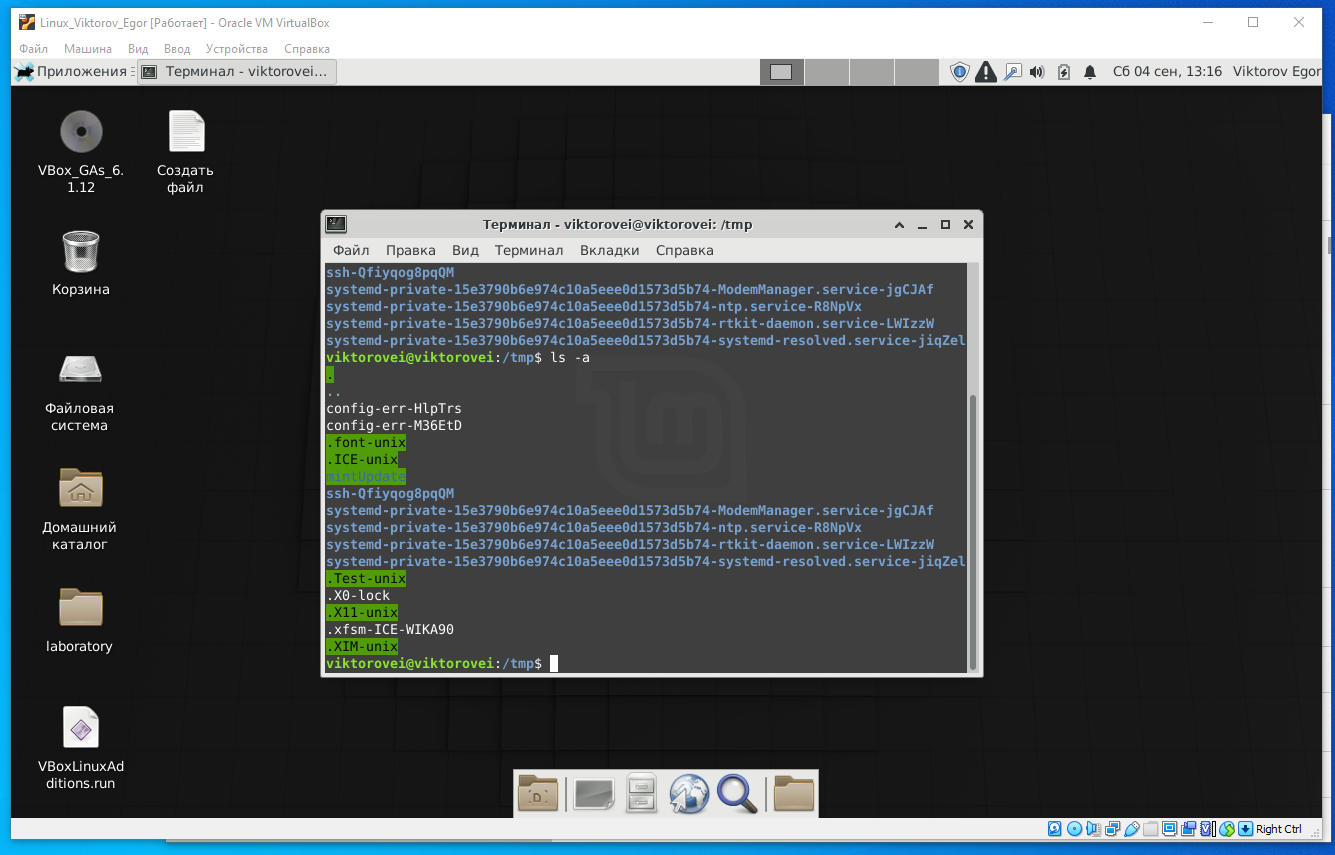 Linux_Viktorov_Egor [Работает] - Oracle VM VirtualBox
Файл Машина Вид Ввод Устройства Справка
Приложения Терминал - viktorovei... Сб 04 сен, 13:16 Viktorov Egor
VBox_GAs_6.
1.12
Создать
файл
Корзина
Файловая
система
Домашний
каталог
laboratory
VBoxLinuxAd
ditions.run
Терминал - viktorovei@viktorovei: /tmp
Файл Правка Вид Терминал Вкладки Справка
ssh-Qfiyqog8pqQM
systemd-private-15e3790b6e974c10a5eee0d1573d5b74-ModemManager.service-jgCJAf
systemd-private-15e3790b6e974c10a5eee0d1573d5b74-ntp.service-R8NpVx
systemd-private-15e3790b6e974c10a5eee0d1573d5b74-rtkit-daemon.service-LWIzzW
systemd-private-15e3790b6e974c10a5eee0d1573d5b74-systemd-resolved.service-jiqZel
viktorovei@viktorovei:/tmp$ ls -a
.
..
config-err-HlpTrs
config-err-M36EtD
.font-unix
.ICE-unix
mintUpdate
ssh-Qfiyqog8pqQM
systemd-private-15e3790b6e974c10a5eee0d1573d5b74-ModemManager.service-jgCJAf
systemd-private-15e3790b6e974c10a5eee0d1573d5b74-ntp.service-R8NpVx
systemd-private-15e3790b6e974c10a5eee0d1573d5b74-rtkit-daemon.service-LWIzzW
systemd-private-15e3790b6e974c10a5eee0d1573d5b74-systemd-resolved.service-jiqZel
.Test-unix
.X0-lock
.X11-unix
.xfsm-ICE-WIKA90
.XIM-unix
viktorovei@viktorovei:/tmp$
Right Ctrl